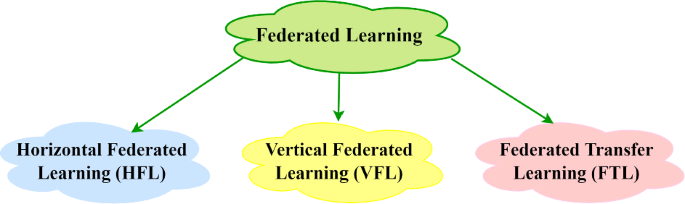 Federated Learning
Horizontal Federated
Learning (HFL)
Vertical Federated
Learning (VFL)
Federated Transfer
Learning (FTL)